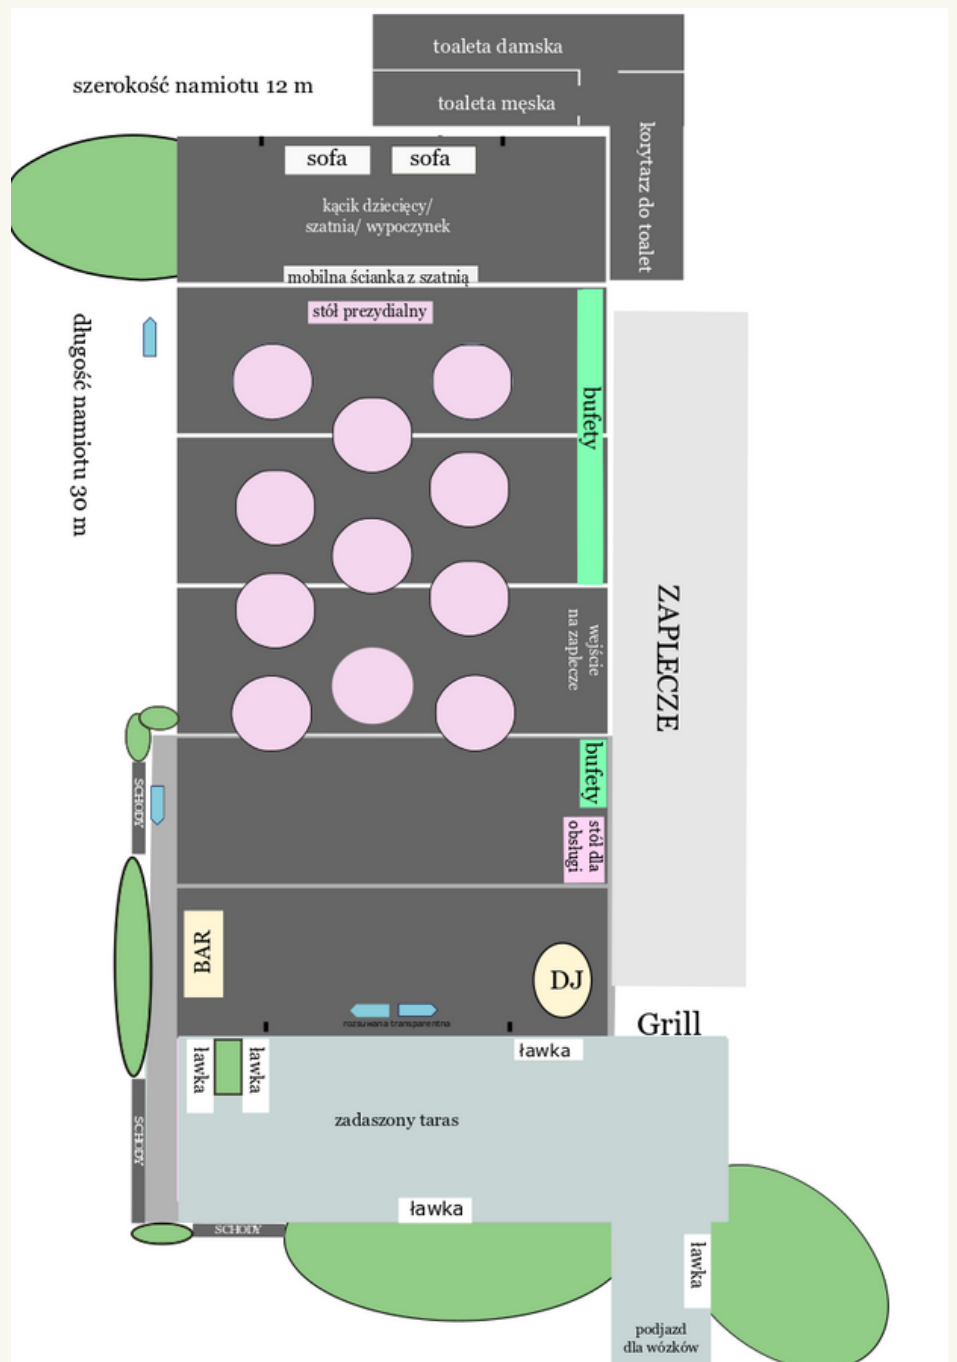 toaleta damska
szerokość namiotu 12 m
toaleta męska
korytarz do toalet
sofa
sofa
kącik dziecięcy/
szatnia/ wypoczynek
mobilna ścianka z szatnią
stół prezydialny
długość namiotu 30 m
bufety
ZAPLECZE
wejście
na zaplecze
bufety
SCHODY
stół dla
obsługi
BAR
DJ
rozsuwana transparentna
Grill
ławka
ławka
ławka
zadaszony taras
SCHODY
ławka
SCHODY
ławka
podjazd
dla wózków